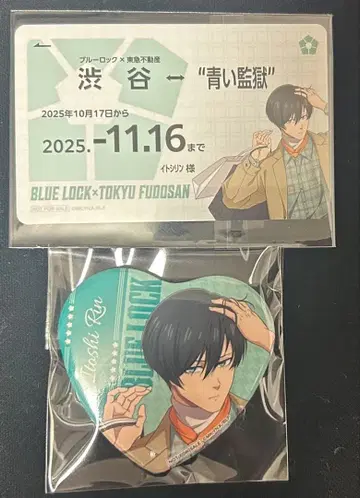 ブルーロック×東急不動産
渋谷 ↔ “青い監獄”
2025年10月17日から
2025.-11.16まで
イトシリン 様
BLUE LOCK×TOKYU FUDOSAN
Itoshi Rin
BLUE LOCK